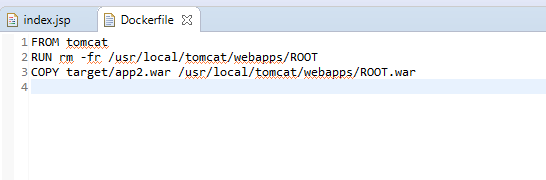 index.jsp
Dockerfile
1 FROM tomcat
2 RUN rm -fr /usr/local/tomcat/webapps/ROOT
3 COPY target/app2.war /usr/local/tomcat/webapps/ROOT.war
4